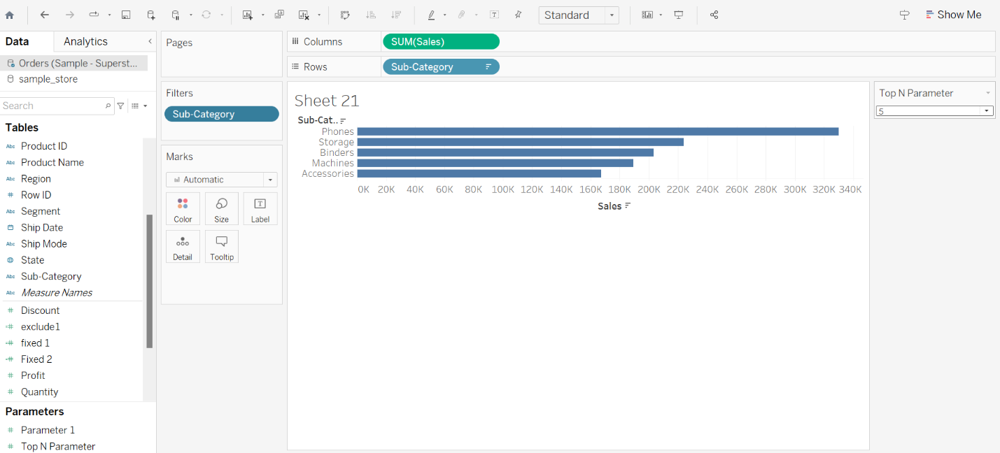 Standard
Show Me
Data
Analytics
Orders (Sample - Superst...
sample_store
Search
Tables
Abc Product ID
Abc Product Name
Abc Region
# Row ID
Abc Segment
Ship Date
Abc Ship Mode
State
Abc Sub-Category
Abc Measure Names
# Discount
=# exclude1
=# fixed 1
=# Fixed 2
# Profit
# Quantity
Parameters
# Parameter 1
# Top N Parameter
Pages
Filters
Sub-Category
Marks
Automatic
Color
Size
Label
Detail
Tooltip
Columns
SUM(Sales)
Rows
Sub-Category
Sheet 21
Sub-Cat..
Phones
Storage
Binders
Machines
Accessories
0K 20K 40K 60K 80K 100K 120K 140K 160K 180K 200K 220K 240K 260K 280K 300K 320K 340K
Sales
Top N Parameter
5